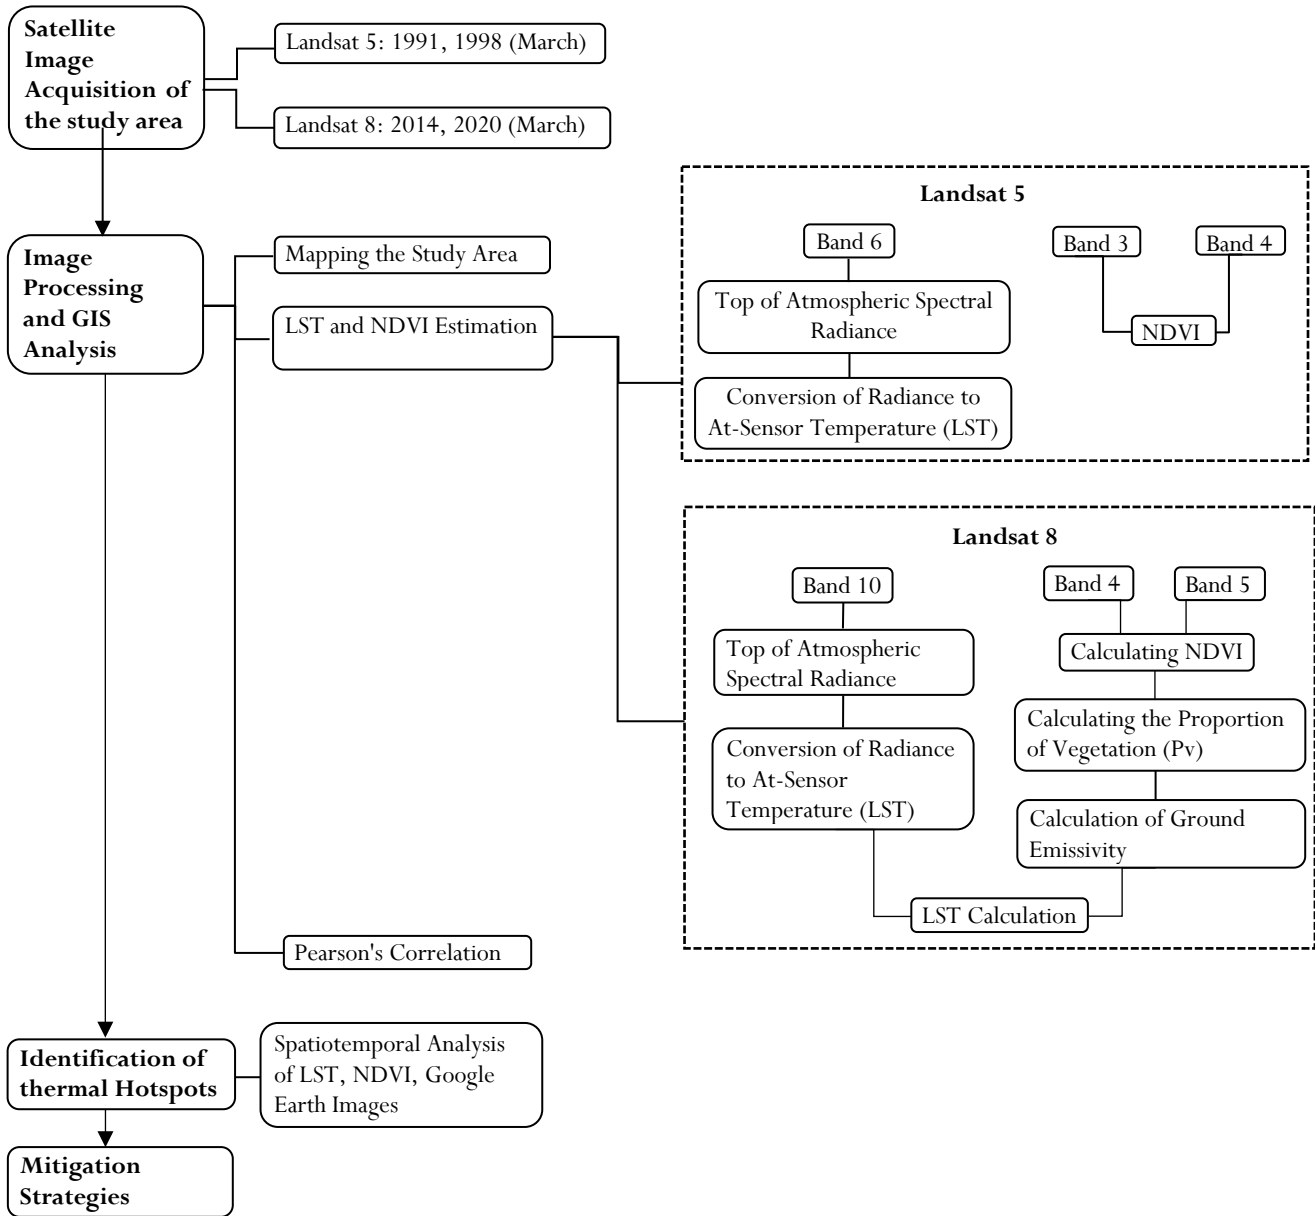 Satellite
Image
Acquisition of
the study area
Landsat 5: 1991, 1998 (March)
Landsat 8: 2014, 2020 (March)
Image
Processing
and GIS
Analysis
Mapping the Study Area
LST and NDVI Estimation
Pearson's Correlation
Landsat 5
Band 6
Top of Atmospheric Spectral
Radiance
Conversion of Radiance to
At-Sensor Temperature (LST)
Band 3
Band 4
NDVI
Landsat 8
Band 10
Top of Atmospheric
Spectral Radiance
Conversion of Radiance
to At-Sensor
Temperature (LST)
Band 4
Band 5
Calculating NDVI
Calculating the Proportion
of Vegetation (Pv)
Calculation of Ground
Emissivity
LST Calculation
Identification of
thermal Hotspots
Spatiotemporal Analysis
of LST, NDVI, Google
Earth Images
Mitigation
Strategies